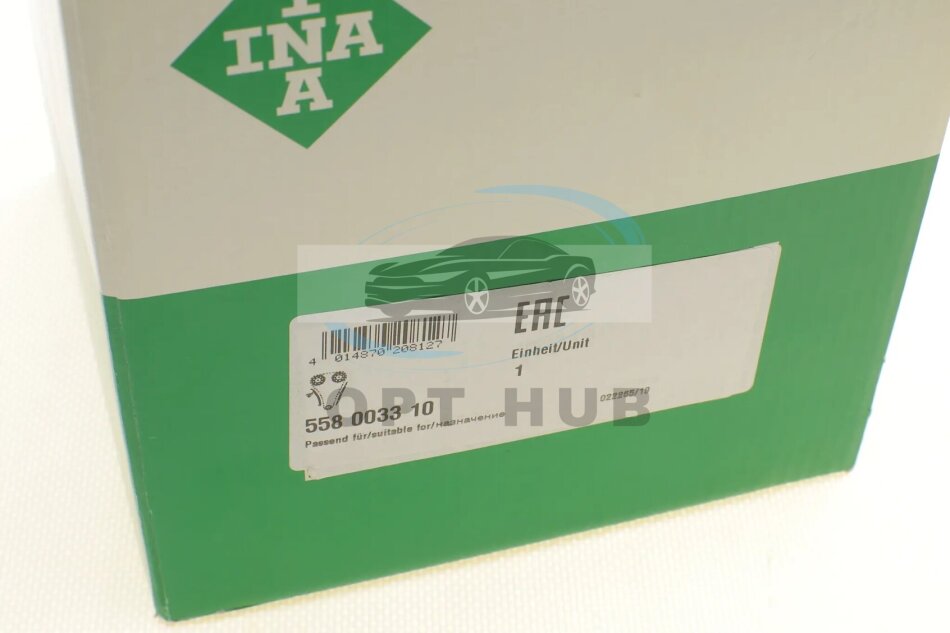 I
INA
A
EAC
4 014870 208127
Einheit/Unit
1
558 0033 10
022265/10
Passend für/suitable for/назначение
OPT HUB